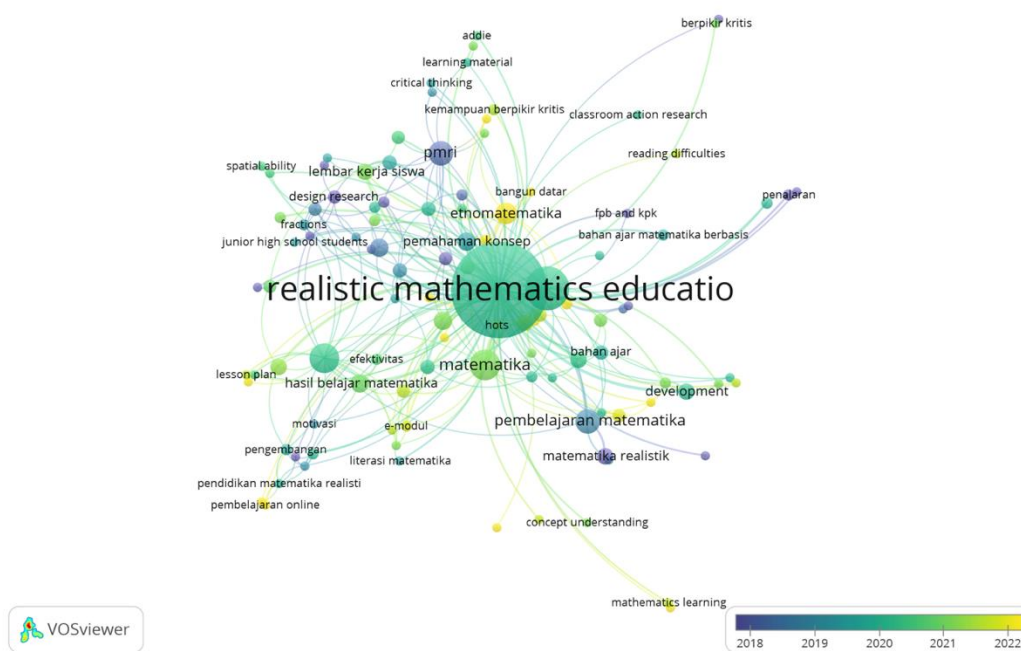 berpikir kritis
addie
learning material
critical thinking
kemampuan berpikir kritis
classroom action research
pmri
reading difficulties
spatial ability
lembar kerja siswa
design research
bangun datar
penalaran
etnomatematika
fpb and kpk
fractions
junior high school students
pemahaman konsep
bahan ajar matematika berbasis
realistic mathematics educatio
hots
efektivitas
matematika
bahan ajar
lesson plan
hasil belajar matematika
development
motivasi
e-modul
pembelajaran matematika
pengembangan
literasi matematika
matematika realistik
pendidikan matematika realisti
pembelajaran online
concept understanding
mathematics learning
VOSviewer
2018 2019 2020 2021 2022